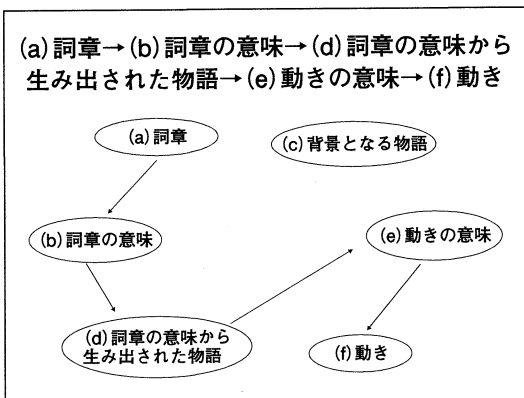 (a)詞章→(b)詞章の意味→(d)詞章の意味から
生み出された物語→(e)動きの意味→(f)動き
(a)詞章
(c)背景となる物語
(b)詞章の意味
(e)動きの意味
(d)詞章の意味から
生み出された物語
(f)動き